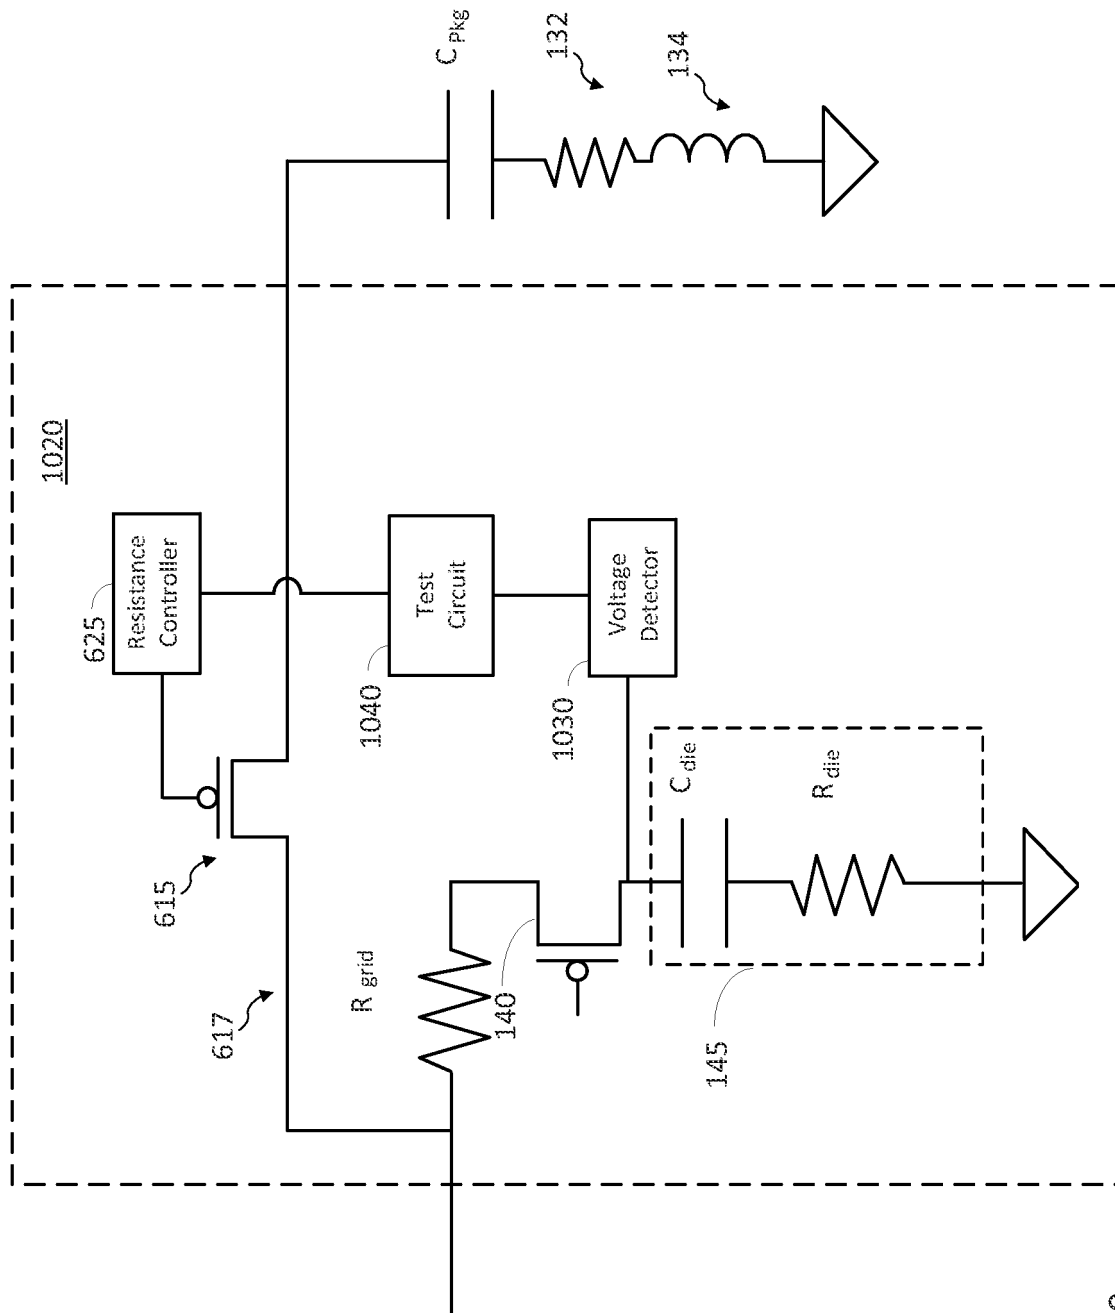 1020
625
Resistance
Controller
615
617
R grid
140
1040
Test
Circuit
1030
Voltage
Detector
C die
R die
145
C Pkg
132
134